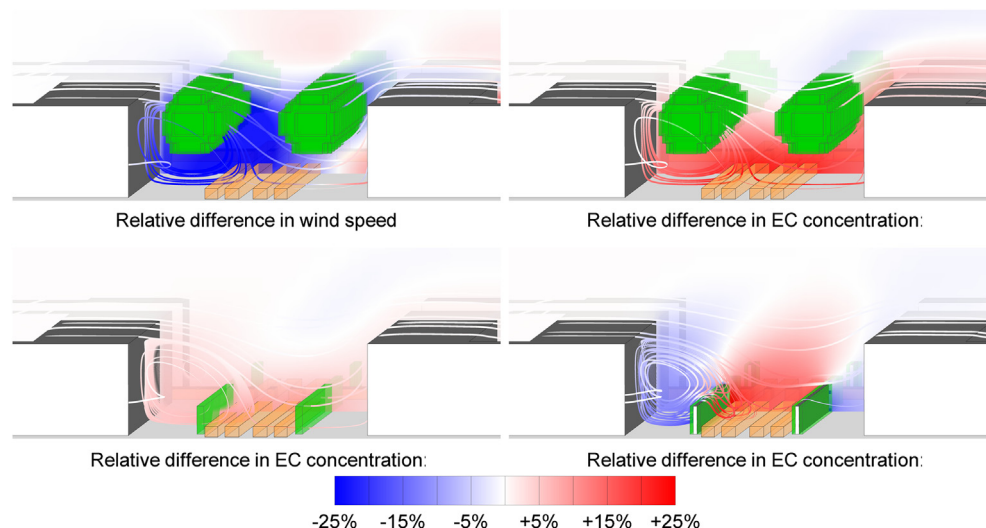 Relative difference in wind speed
Relative difference in EC concentration:
Relative difference in EC concentration:
Relative difference in EC concentration:
-25% -15% -5% +5% +15% +25%